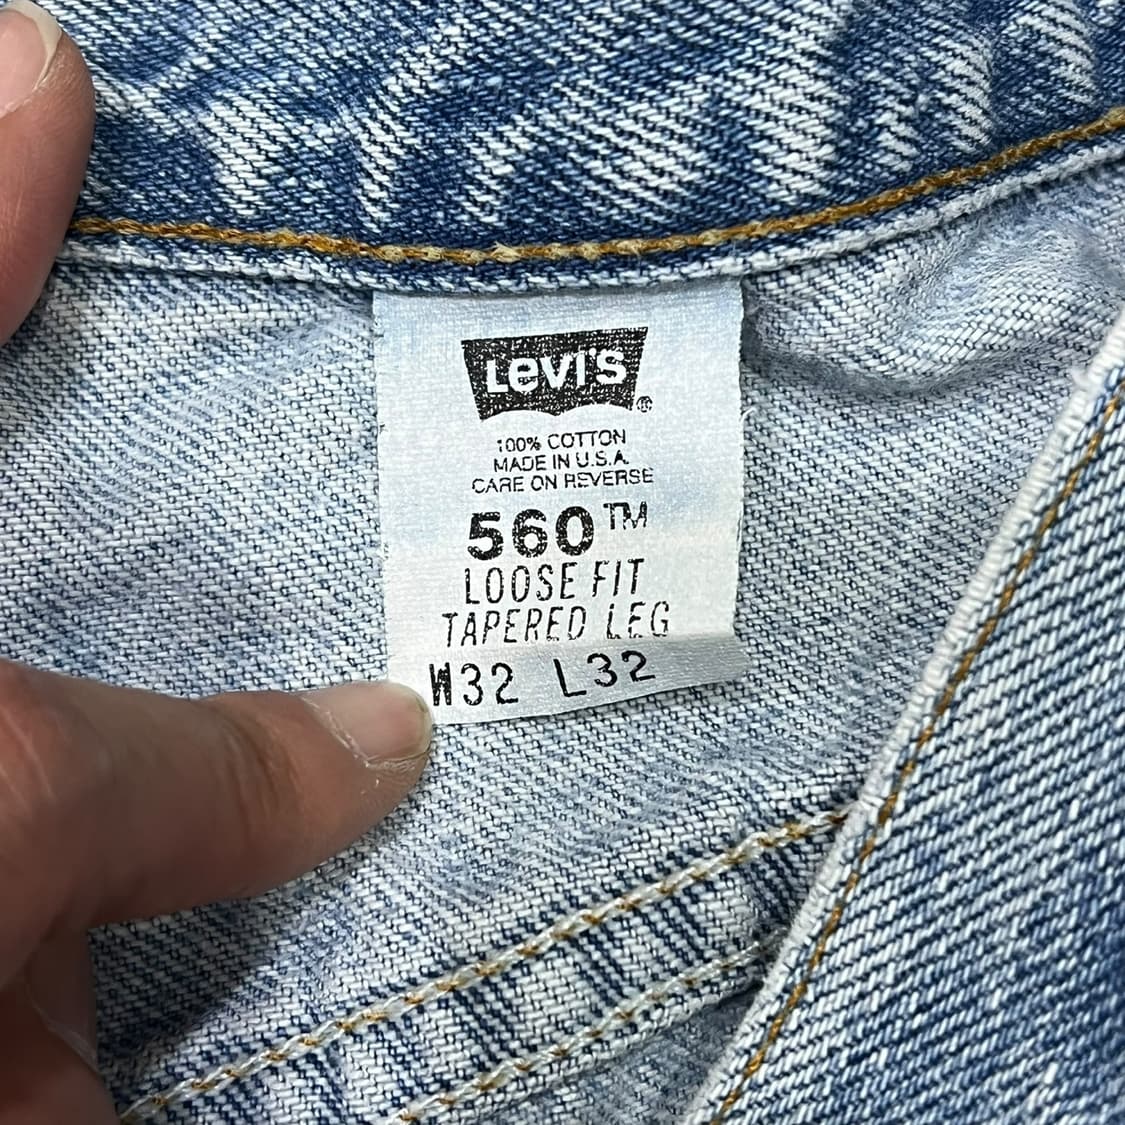 Levi's ®
100% COTTON
MADE IN U.S.A.
CARE ON REVERSE
560™
LOOSE FIT
TAPERED LEG
W32 L32